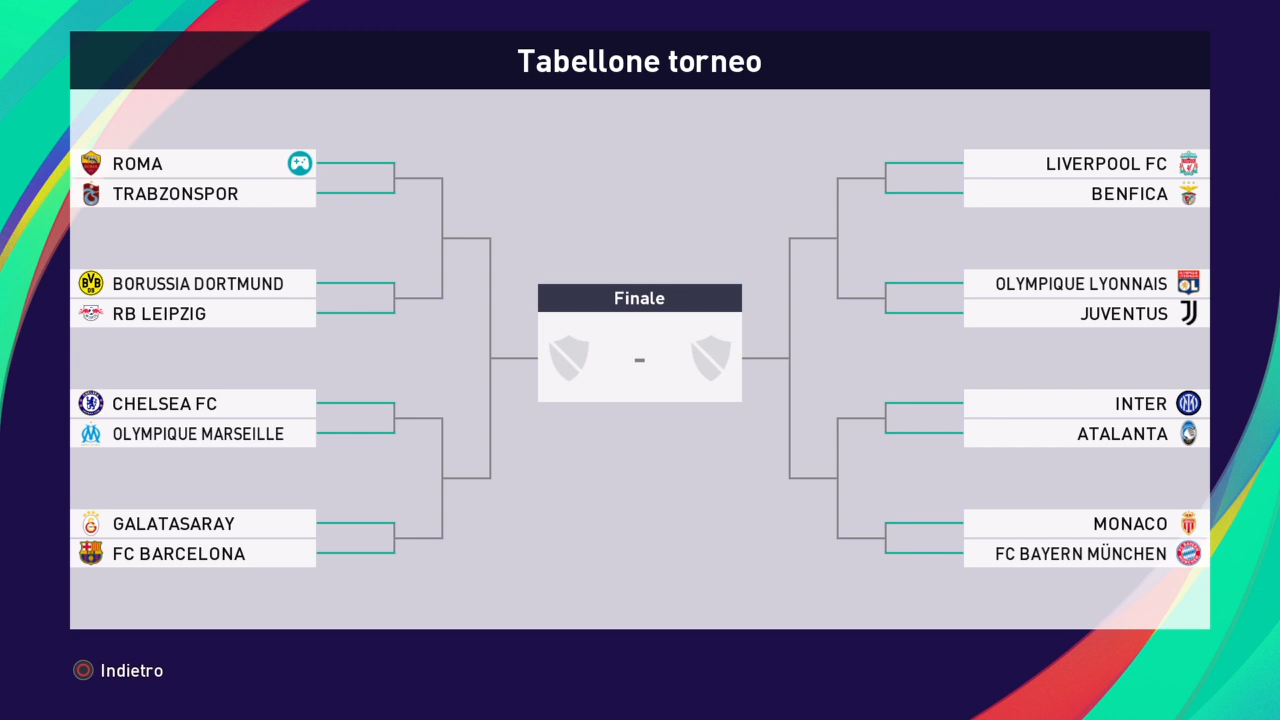 Tabellone torneo
ROMA
TRABZONSPOR
BORUSSIA DORTMUND
RB LEIPZIG
CHELSEA FC
OLYMPIQUE MARSEILLE
GALATASARAY
FC BARCELONA
Finale
-
LIVERPOOL FC
BENFICA
OLYMPIQUE LYONNAIS
JUVENTUS
INTER
ATALANTA
MONACO
FC BAYERN MÜNCHEN
Indietro